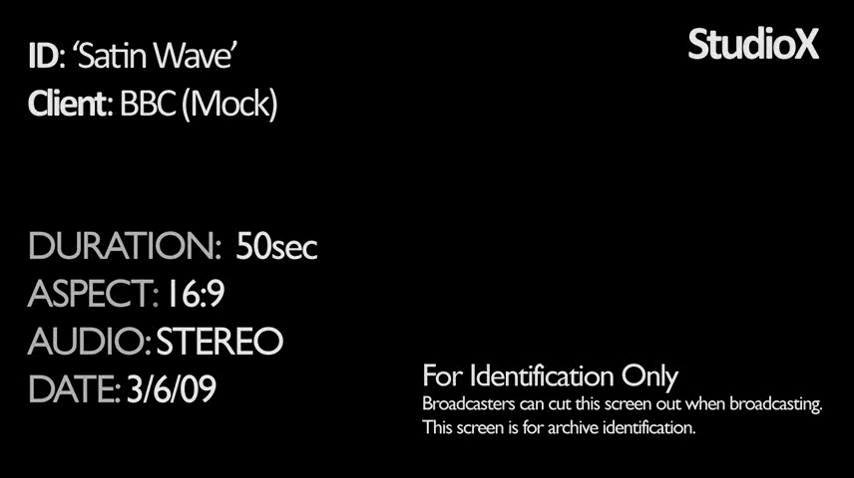 ID: ‘Satin Wave’
StudioX
Client: BBC (Mock)
DURATION: 50sec
ASPECT: 16:9
AUDIO: STEREO
DATE: 3/6/09
For Identification Only
Broadcasters can cut this screen out when broadcasting.
This screen is for archive identification.